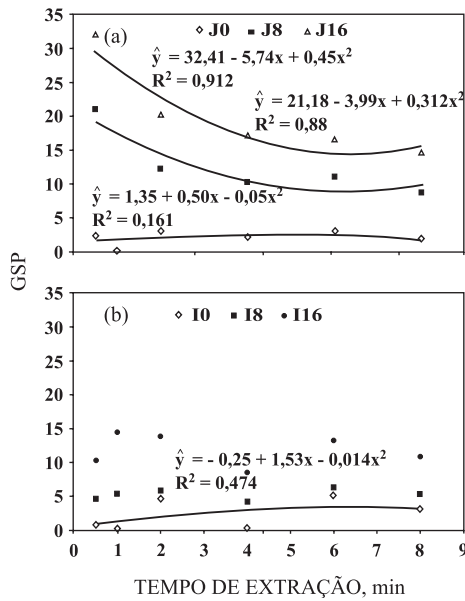 GSP
35
30
25
20
15
10
5
0
(a)
J0 J8 J16
ŷ = 32,41 - 5,74x + 0,45x²
R² = 0,912
ŷ = 21,18 - 3,99x + 0,312x²
R² = 0,88
ŷ = 1,35 + 0,50x - 0,05x²
R² = 0,161
35
30
25
20
15
10
5
0
(b)
I0 I8 I16
ŷ = - 0,25 + 1,53x - 0,014x²
R² = 0,474
0 1 2 3 4 5 6 7 8 9
TEMPO DE EXTRAÇÃO, min